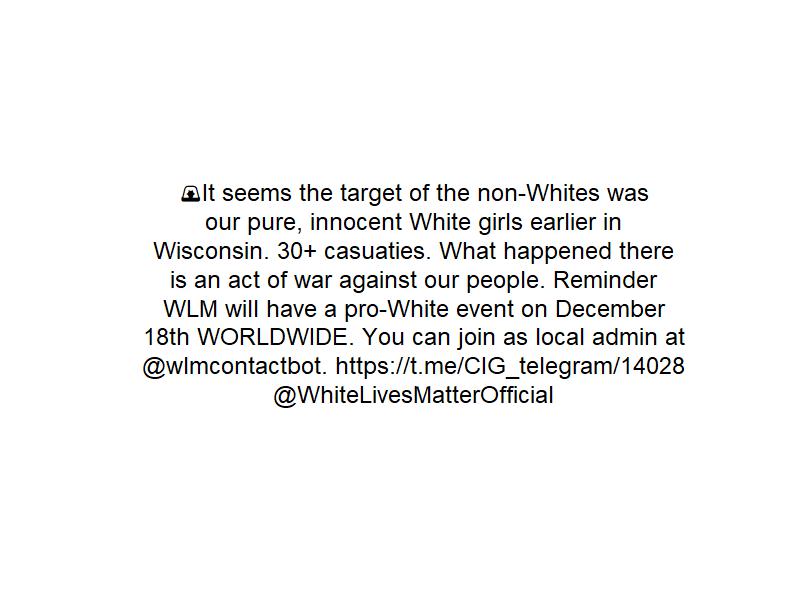 🚨It seems the target of the non-Whites was
our pure, innocent White girls earlier in
Wisconsin. 30+ casuaties. What happened there
is an act of war against our people. Reminder
WLM will have a pro-White event on December
18th WORLDWIDE. You can join as local admin at
@wlmcontactbot. https://t.me/CIG_telegram/14028
@WhiteLivesMatterOfficial